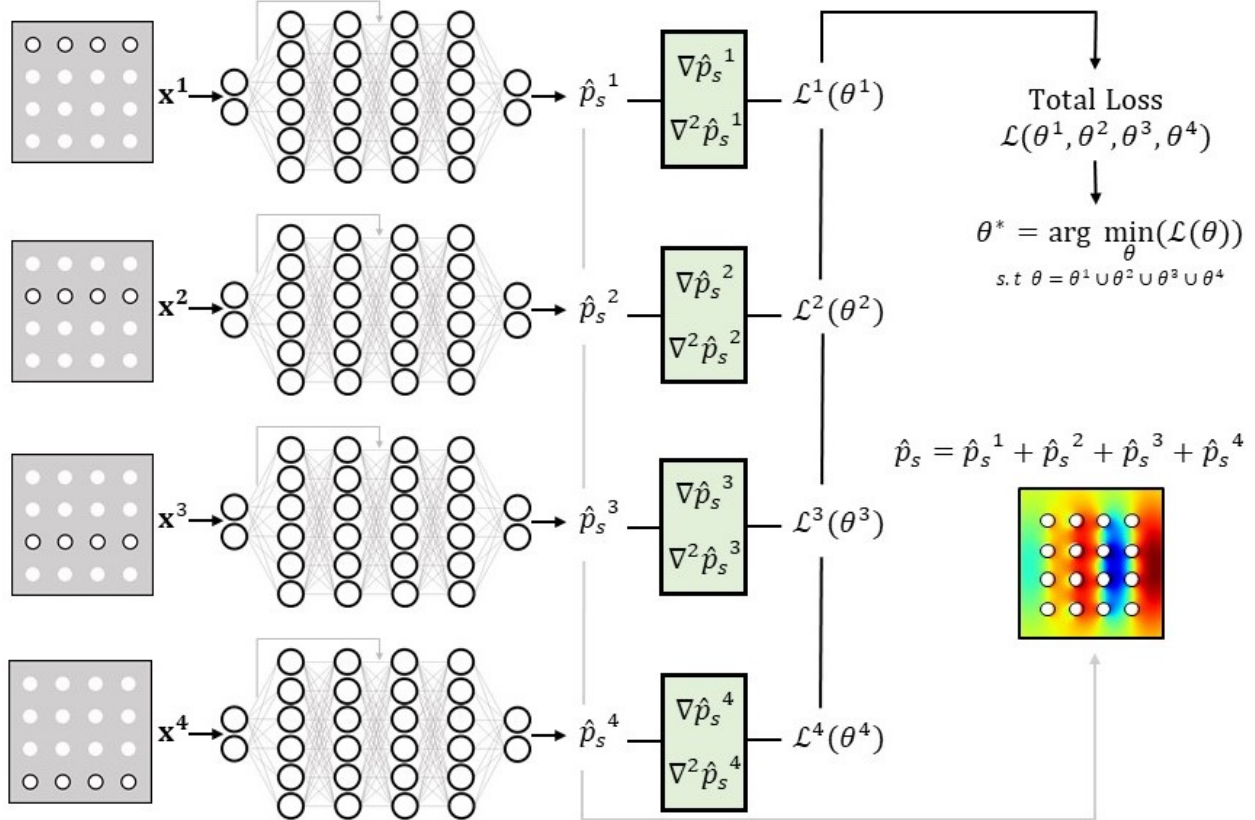 x¹
p̂ₛ¹
∇p̂ₛ¹
∇²p̂ₛ¹
ℒ¹(θ¹)
Total Loss
ℒ(θ¹, θ², θ³, θ⁴)
θ* = arg min(ℒ(θ))
θ
s.t θ = θ¹ ∪ θ² ∪ θ³ ∪ θ⁴
x²
p̂ₛ²
∇p̂ₛ²
∇²p̂ₛ²
ℒ²(θ²)
x³
p̂ₛ³
∇p̂ₛ³
∇²p̂ₛ³
ℒ³(θ³)
p̂ₛ = p̂ₛ¹ + p̂ₛ² + p̂ₛ³ + p̂ₛ⁴
x⁴
p̂ₛ⁴
∇p̂ₛ⁴
∇²p̂ₛ⁴
ℒ⁴(θ⁴)